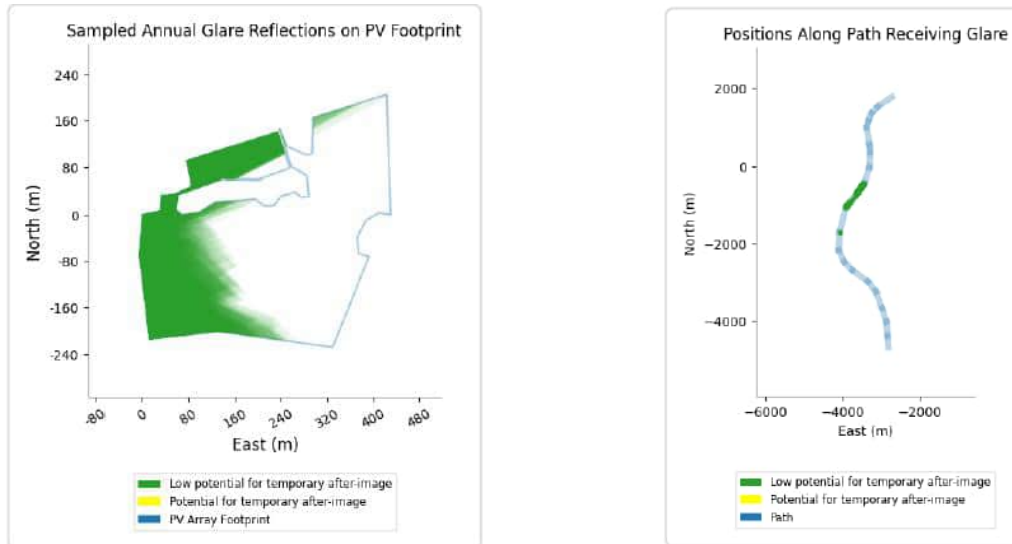 Sampled Annual Glare Reflections on PV Footprint
240
160
80
0
-80
-160
-240
North (m)
-80
0
80
160
240
320
400
480
East (m)
Low potential for temporary after-image
Potential for temporary after-image
PV Array Footprint
Positions Along Path Receiving Glare
2000
0
-2000
-4000
North (m)
-6000
-4000
-2000
East (m)
Low potential for temporary after-image
Potential for temporary after-image
Path